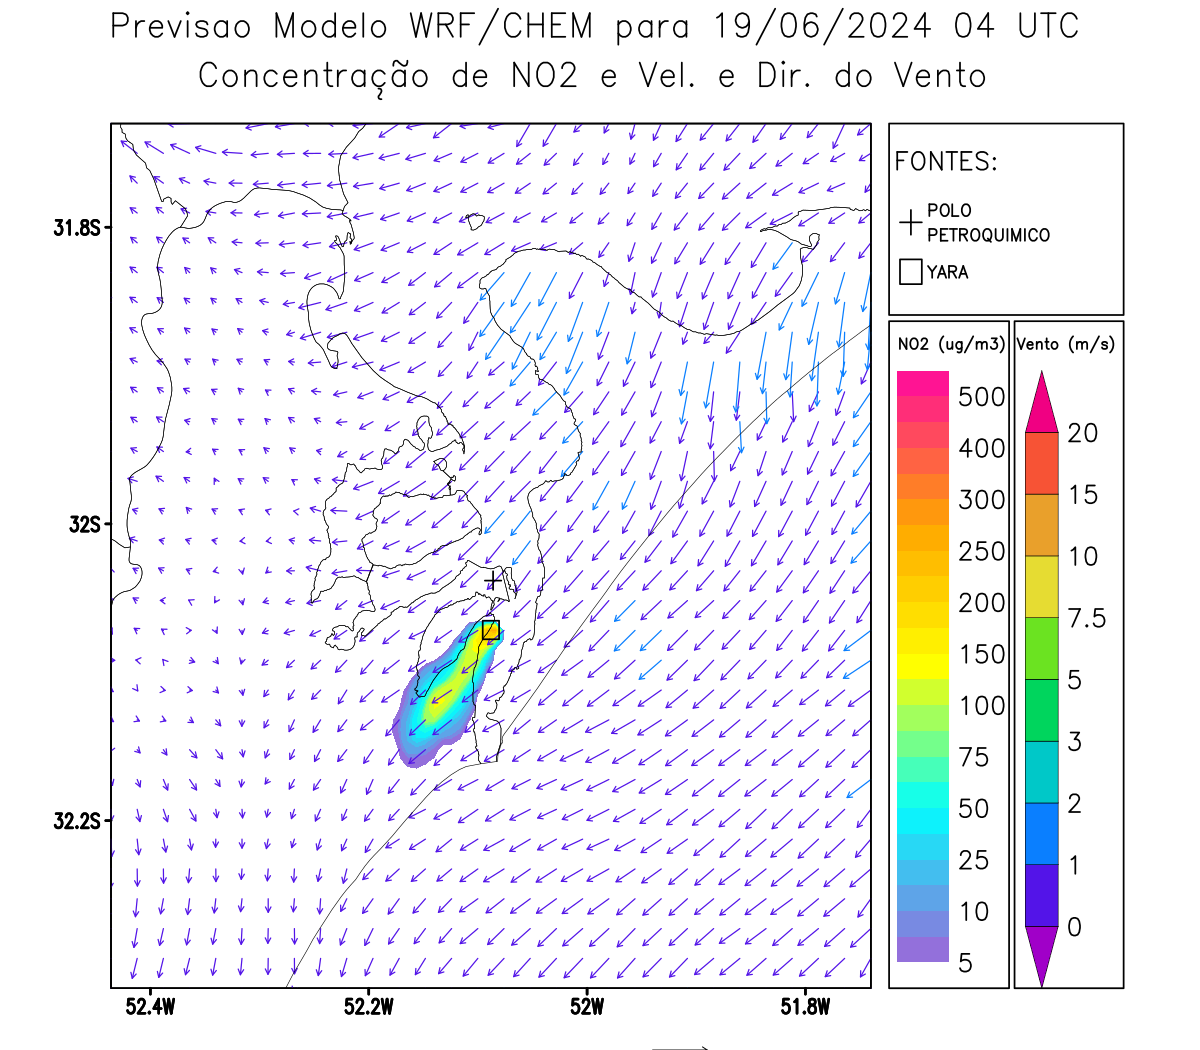 Previsao Modelo WRF/CHEM para 19/06/2024 04 UTC
Concentração de NO2 e Vel. e Dir. do Vento
FONTES:
POLO
PETROQUIMICO
YARA
NO2 (ug/m3)
500
400
300
250
200
150
100
75
50
25
10
5
Vento (m/s)
20
15
10
7.5
5
3
2
1
0
31.8S
32S
32.2S
52.4W
52.2W
52W
51.8W